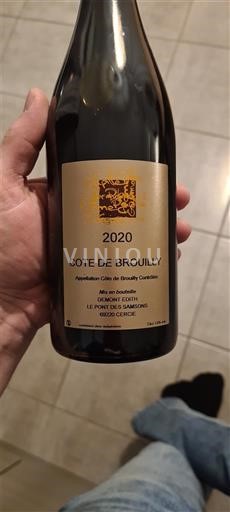 2020
CÔTE DE BROUILLY
Appellation Côte de Brouilly Contrôlée
Mis en bouteille
DEMONT EDITH
LE PONT DES SAMSONS
69220 CERCIE
VINIOU